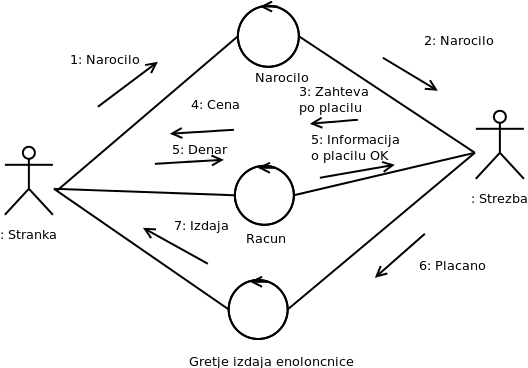 1: Narocilo
2: Narocilo
Narocilo
3: Zahteva
po placilu
4: Cena
5: Denar
5: Informacija
o placilu OK
: Stranka
: Strezba
Racun
7: Izdaja
6: Placano
Gretje izdaja enoloncnice